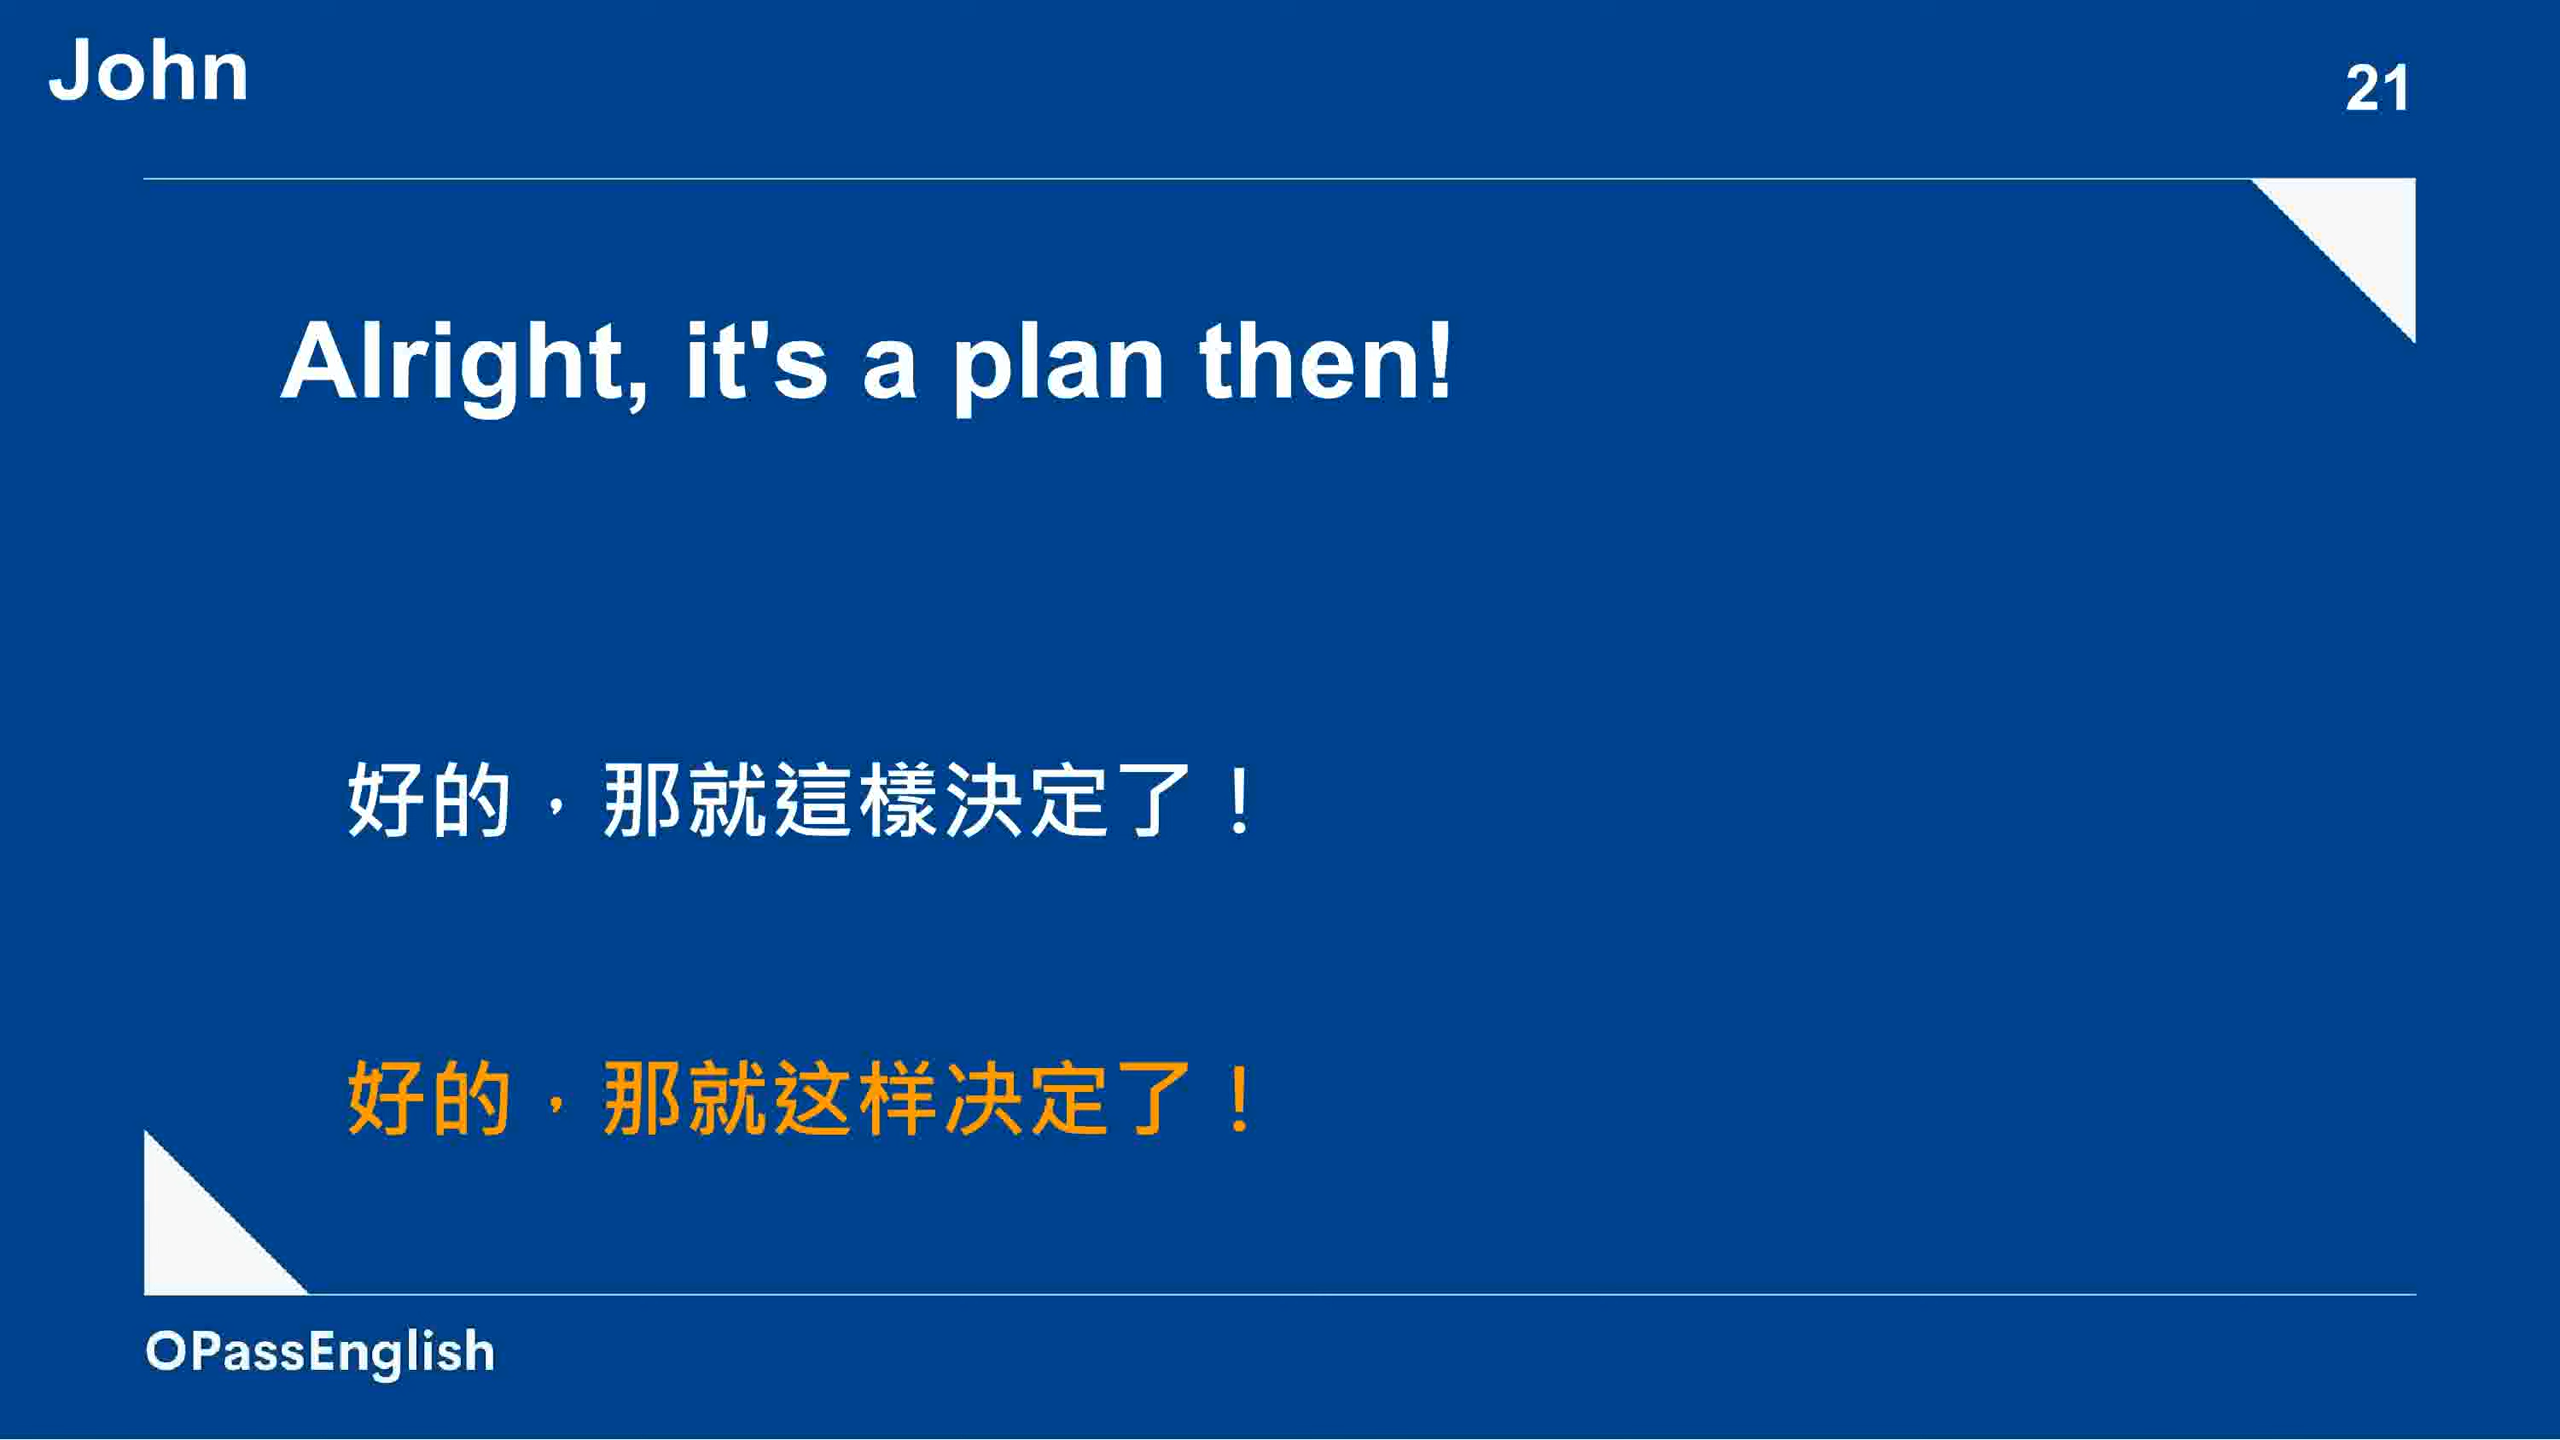 John
21
Alright, it's a plan then!
好的，那就這樣決定了！
好的，那就这样决定了！
OPassEnglish